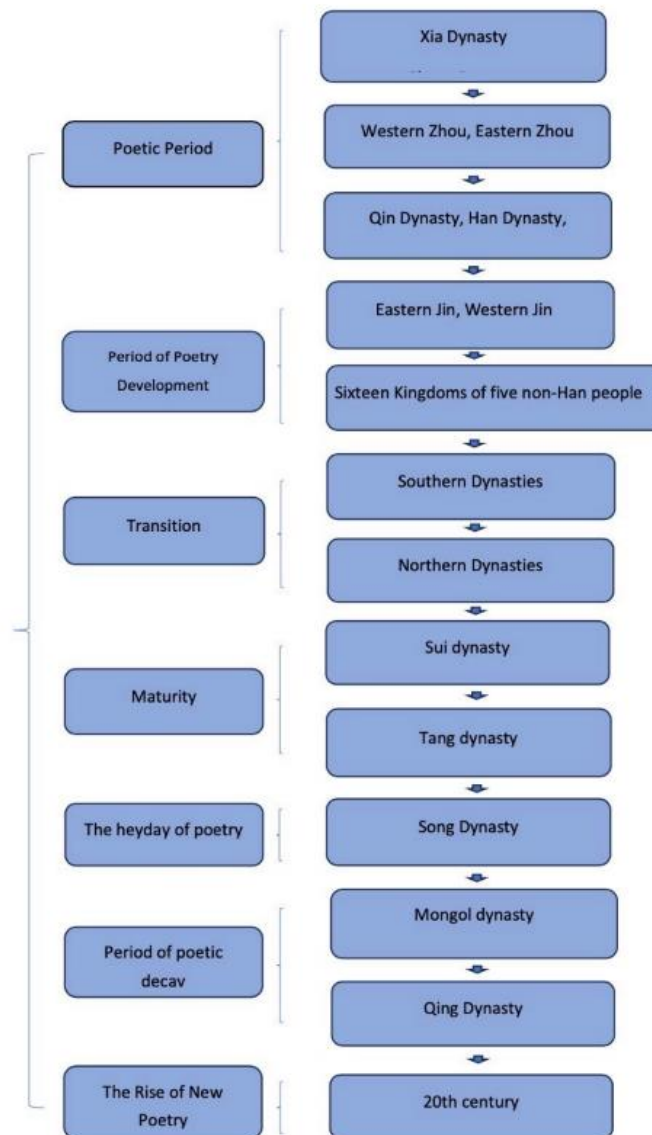 Xia Dynasty
Poetic Period
Western Zhou, Eastern Zhou
Qin Dynasty, Han Dynasty,
Eastern Jin, Western Jin
Period of Poetry
Development
Sixteen Kingdoms of five non-Han people
Southern Dynasties
Transition
Northern Dynasties
Sui dynasty
Maturity
Tang dynasty
The heyday of poetry
Song Dynasty
Mongol dynasty
Period of poetic
decav
Qing Dynasty
The Rise of New
Poetry
20th century